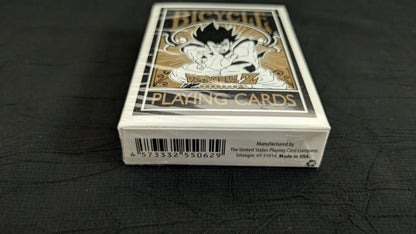 BICYCLE
DRAGONBALL Z
PLAYING CARDS
4 573332 550629
Manufactured by
The United States Playing Card Company,
Erlanger, KY 41018 Made in USA.